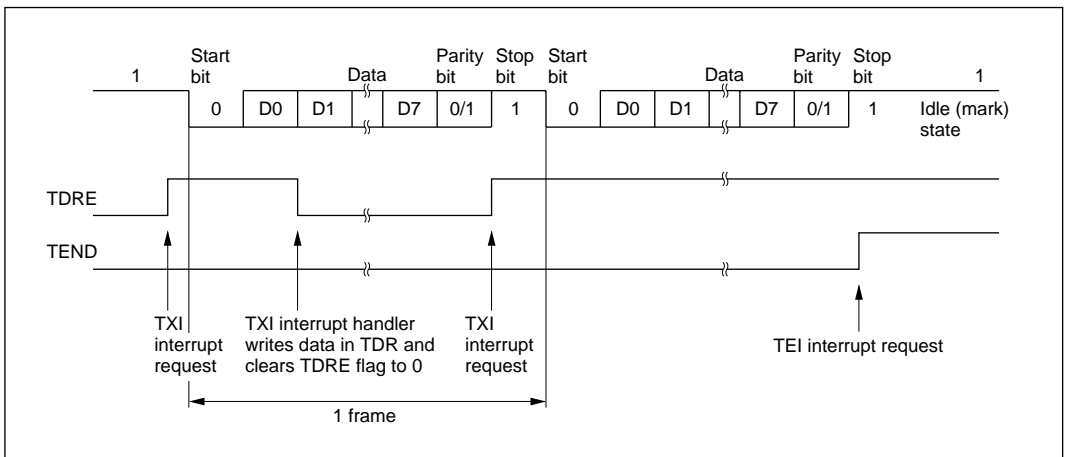 1
Start bit
Data
Parity bit
Stop bit
Start bit
Data
Parity bit
Stop bit
1
0 D0 D1 D7 0/1 1 0 D0 D1 D7 0/1 1
Idle (mark) state
TDRE
TEND
TXI
interrupt
request
TXI interrupt handler
writes data in TDR and
clears TDRE flag to 0
TXI
interrupt
request
TEI interrupt request
1 frame